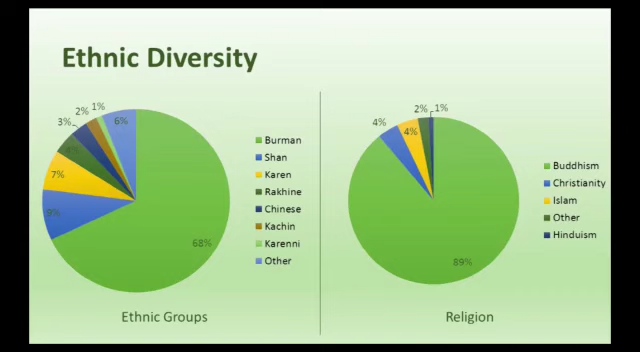 Ethnic Diversity
1%
2%
3%
6%
4%
7%
9%
68%
Burman
Shan
Karen
Rakhine
Chinese
Kachin
Karenni
Other
Ethnic Groups
2%
1%
4%
4%
89%
Buddhism
Christianity
Islam
Other
Hinduism
Religion